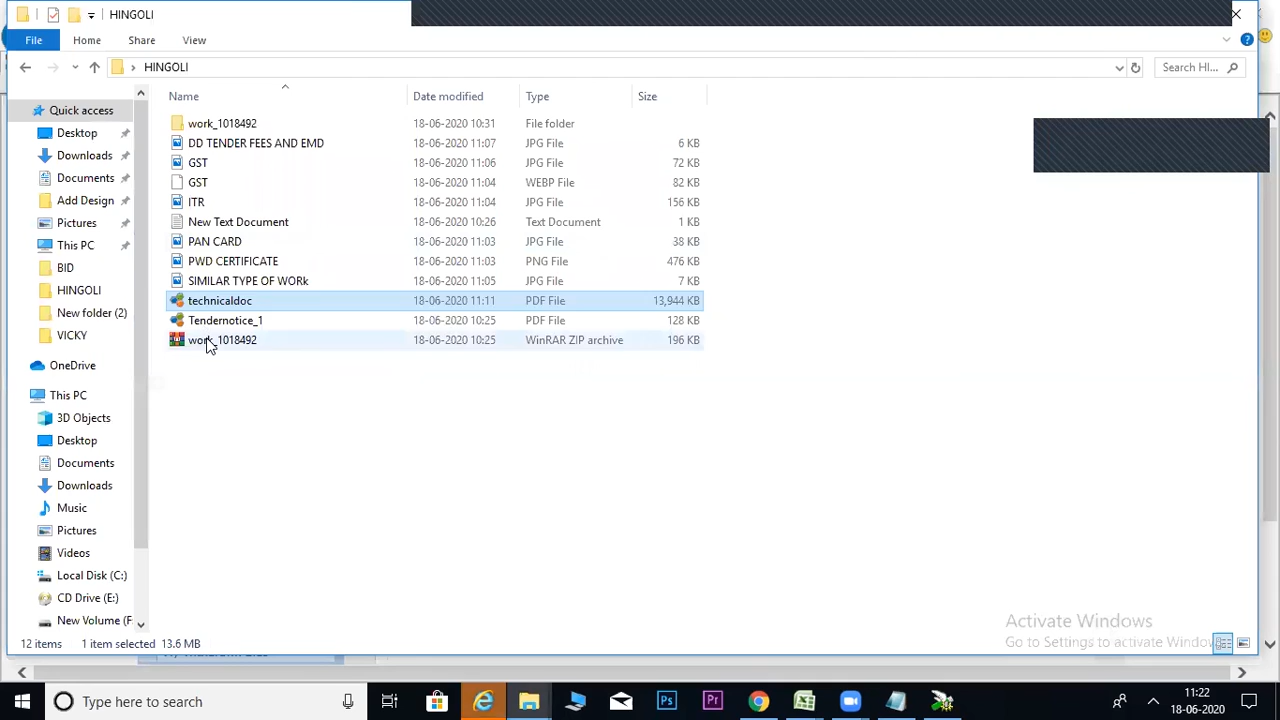 HINGOLI
File Home Share View
HINGOLI Search HI...
Name Date modified Type Size
Quick access
Desktop
Downloads
Documents
Add Design
Pictures
This PC
BID
HINGOLI
New folder (2)
VICKY
OneDrive
This PC
3D Objects
Desktop
Documents
Downloads
Music
Pictures
Videos
Local Disk (C:)
CD Drive (E:)
New Volume (F
work_1018492 18-06-2020 10:31 File folder
DD TENDER FEES AND EMD 18-06-2020 11:07 JPG File 6 KB
GST 18-06-2020 11:06 JPG File 72 KB
GST 18-06-2020 11:04 WEBP File 82 KB
ITR 18-06-2020 11:04 JPG File 156 KB
New Text Document 18-06-2020 10:26 Text Document 1 KB
PAN CARD 18-06-2020 11:03 JPG File 38 KB
PWD CERTIFICATE 18-06-2020 11:03 PNG File 476 KB
SIMILAR TYPE OF WORk 18-06-2020 11:05 JPG File 7 KB
technicaldoc 18-06-2020 11:11 PDF File 13,944 KB
Tendernotice_1 18-06-2020 10:25 PDF File 128 KB
work_1018492 18-06-2020 10:25 WinRAR ZIP archive 196 KB
Activate Windows
Go to Settings to activate Windows
12 items 1 item selected 13.6 MB
Type here to search
11:22
18-06-2020